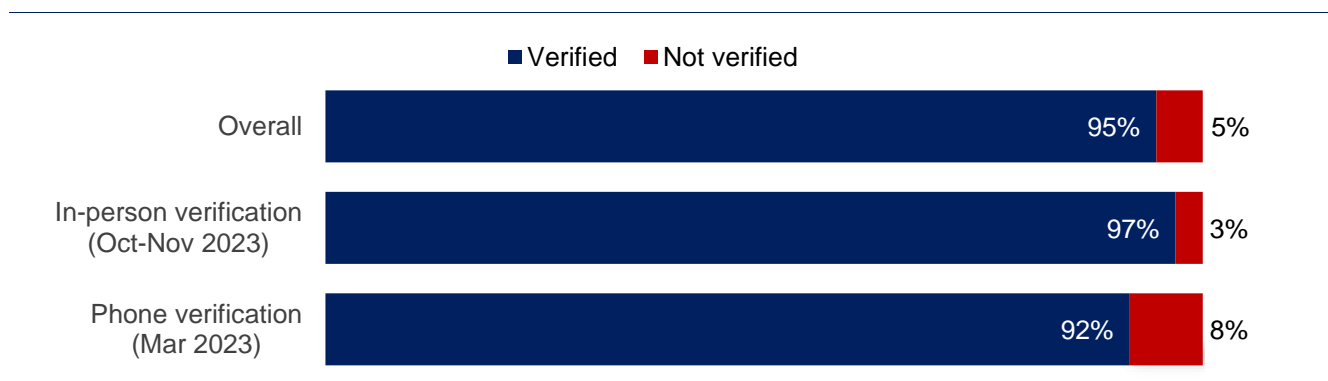 Verified Not verified
Overall 95% 5%
In-person verification
(Oct-Nov 2023) 97% 3%
Phone verification
(Mar 2023) 92% 8%